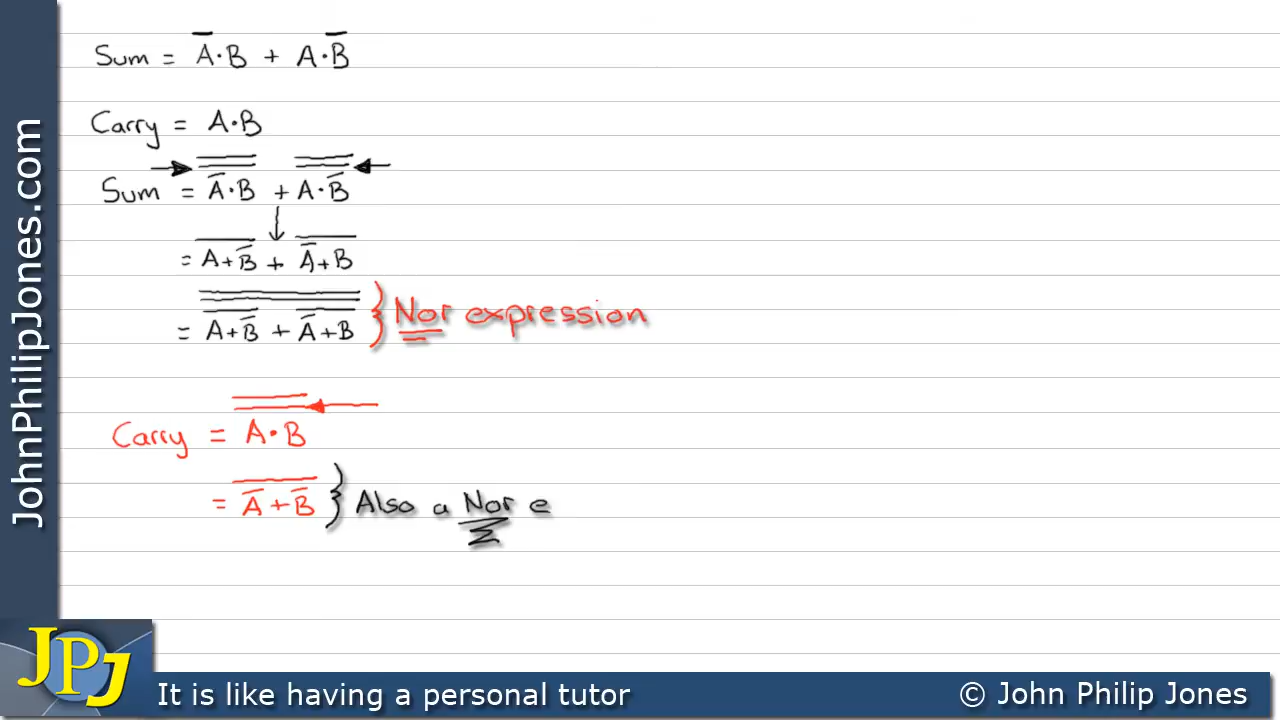 Sum = A̅·B + A·B̅
Carry = A·B
Sum = A̿̅·̿B̿ + A̿·̿B̿̅
= A̅̅+̅B̅̅ + A̅̅+̅B̅
= A̅̅+̅B̅̅ + A̅̅+̅B̅ } Nor expression
Carry = A̿·̿B̿
= A̅̅+̅B̅̅ } Also a Nor e
JohnPhilipJones.com
JPJ
It is like having a personal tutor
© John Philip Jones